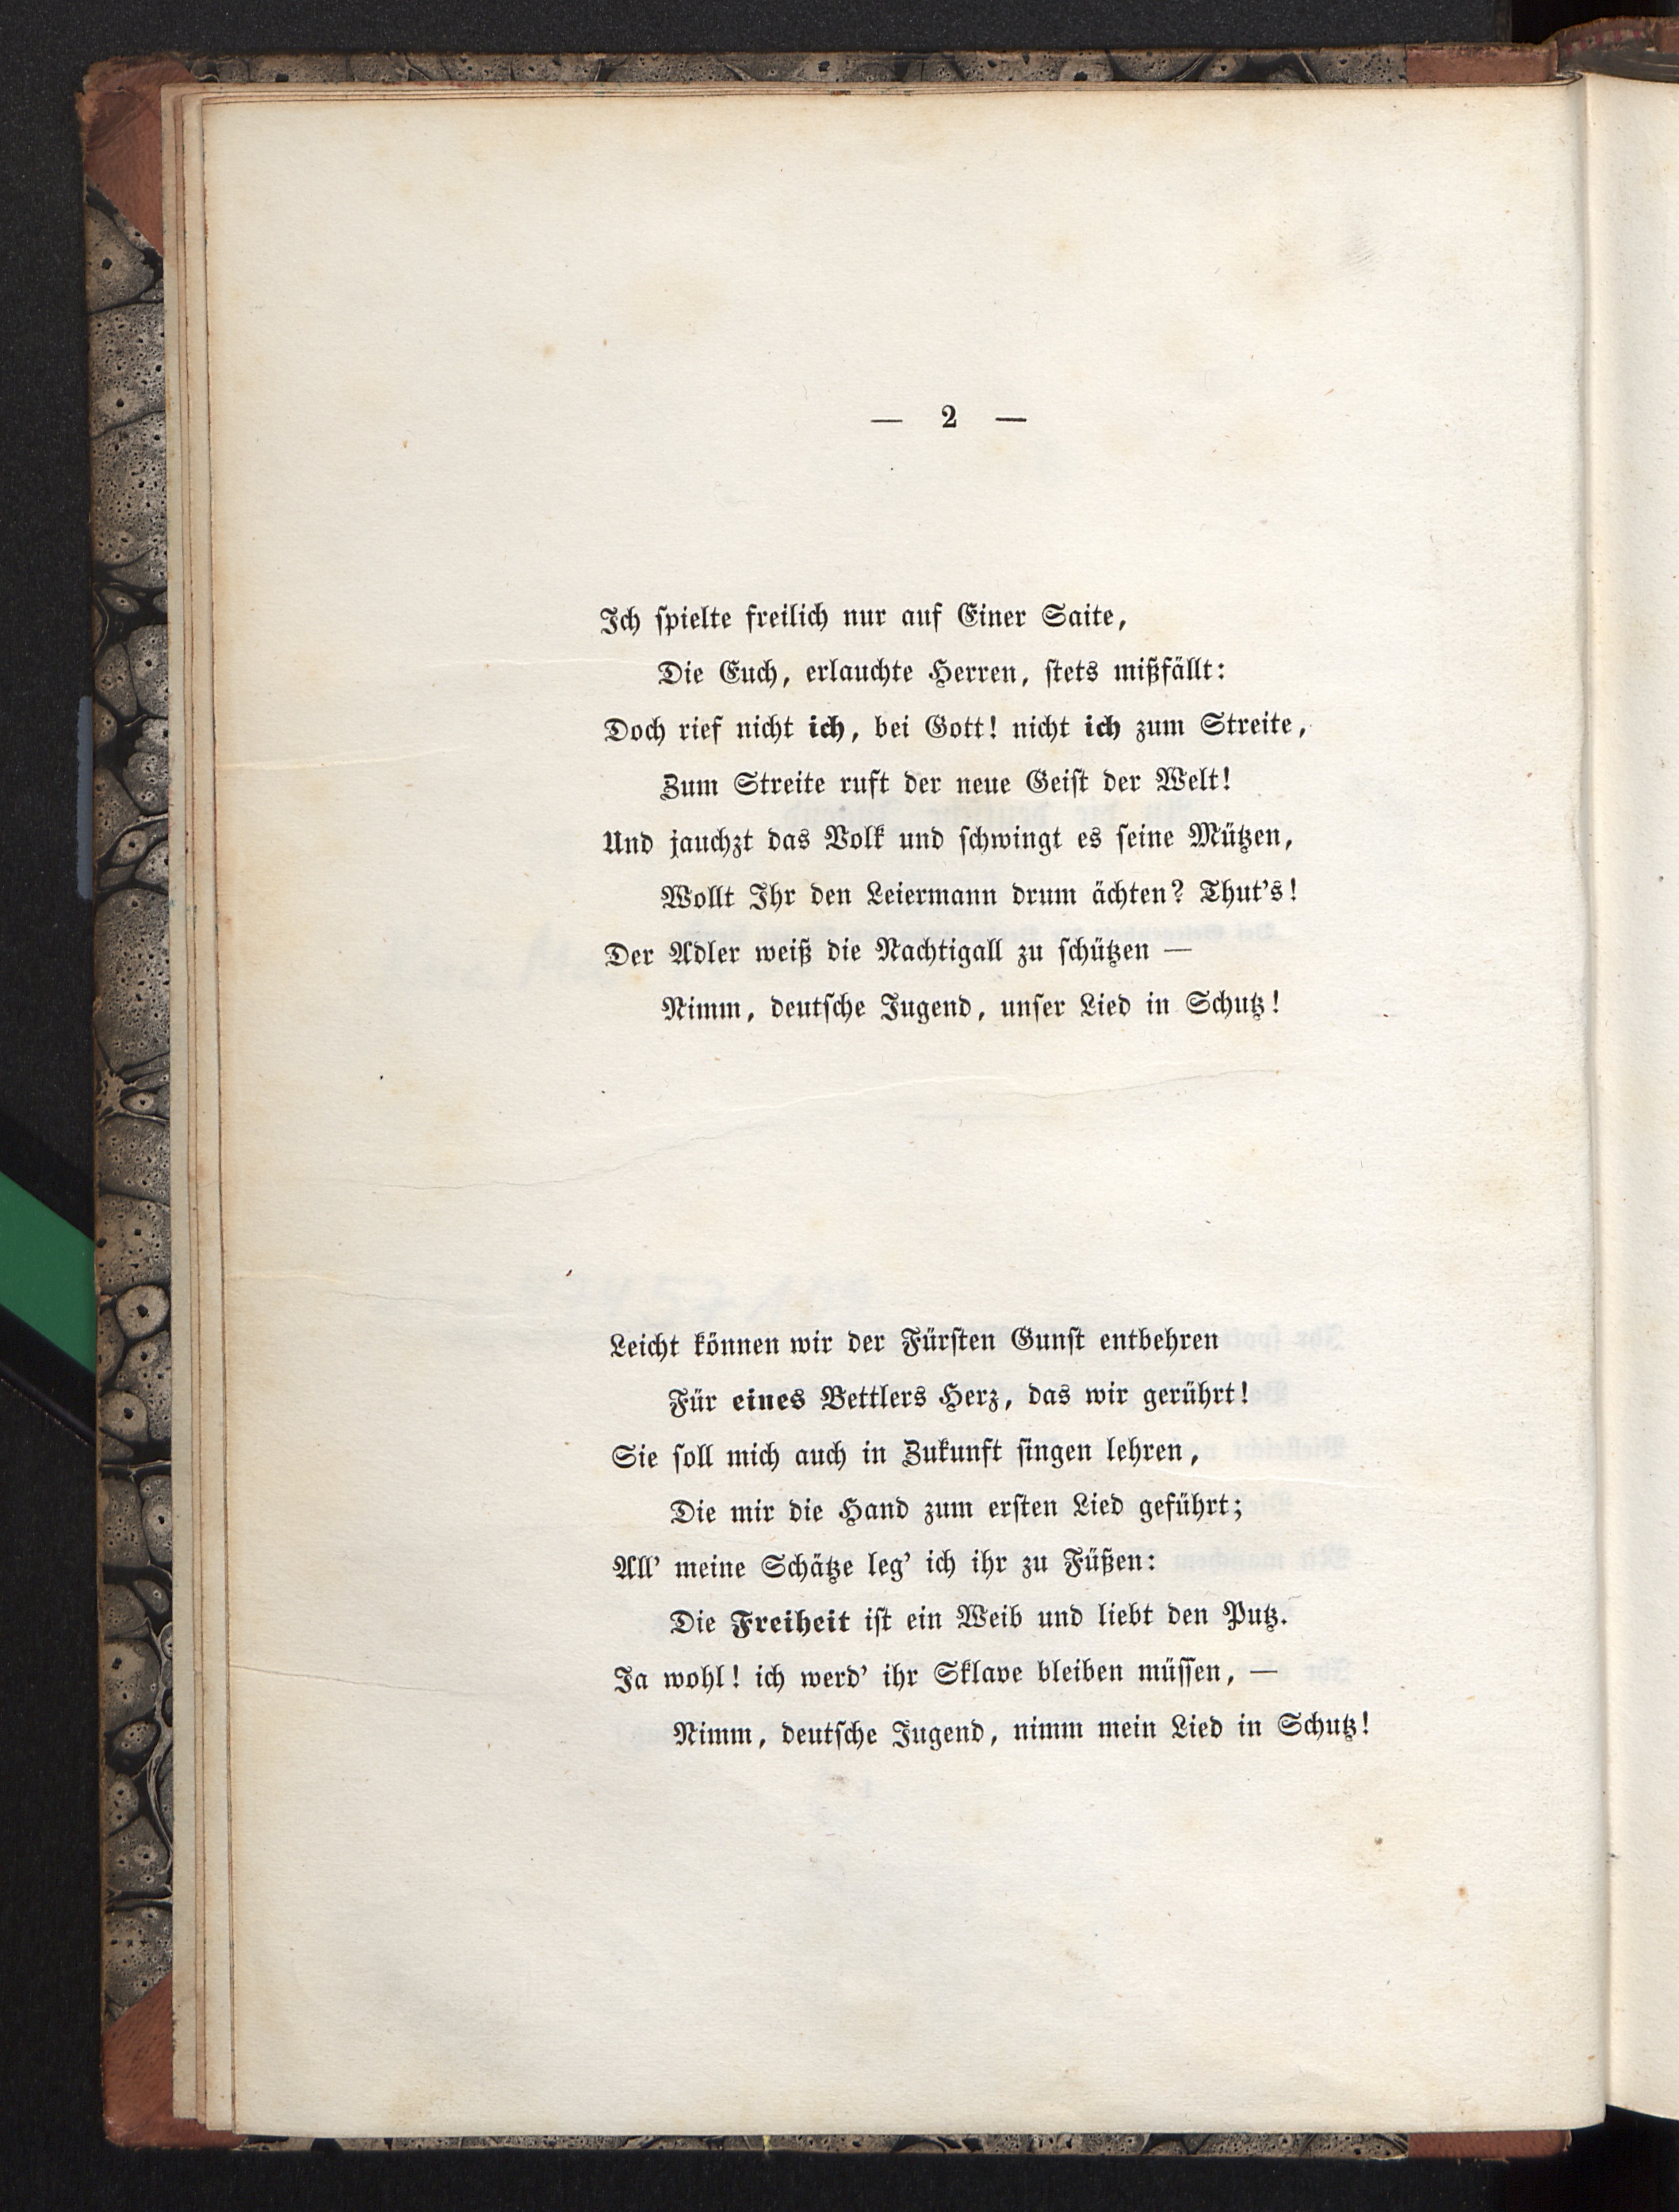 — 2 —
Ich spielte freilich nur auf Einer Saite,
Die Euch, erlauchte Herren, stets mißfällt:
Doch rief nicht ich, bei Gott! nicht ich zum Streite,
Zum Streite ruft der neue Geist der Welt!
Und jauchzt das Volk und schwingt es seine Mützen,
Wollt Ihr den Leiermann drum ächten? Thut's!
Der Adler weiß die Nachtigall zu schützen —
Nimm, deutsche Jugend, unser Lied in Schutz!
Leicht können wir der Fürsten Gunst entbehren
Für eines Bettlers Herz, das wir gerührt!
Sie soll mich auch in Zukunft singen lehren,
Die mir die Hand zum ersten Lied geführt;
All' meine Schätze leg' ich ihr zu Füßen:
Die Freiheit ist ein Weib und liebt den Putz.
Ja wohl! ich werd' ihr Sklave bleiben müssen, —
Nimm, deutsche Jugend, nimm mein Lied in Schutz!